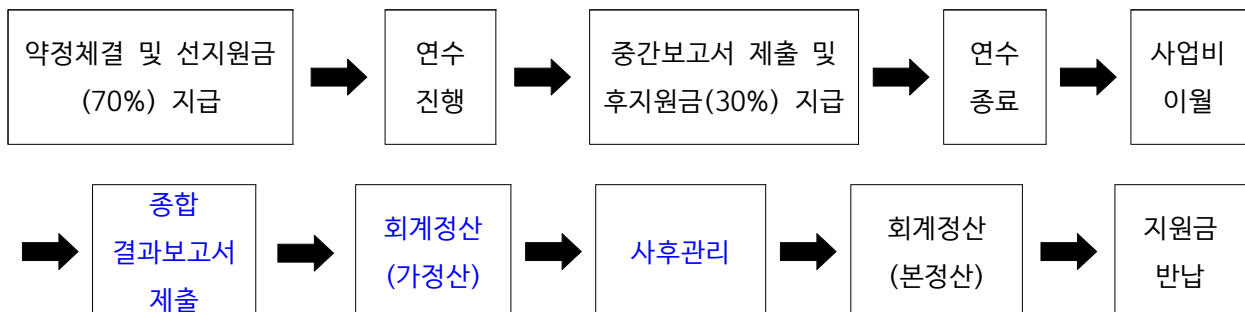 약정체결 및 선지원금
(70%) 지급
연수
진행
중간보고서 제출 및
후지원금(30%) 지급
연수
종료
사업비
이월
종합
결과보고서
제출
회계정산
(가정산)
사후관리
회계정산
(본정산)
지원금
반납